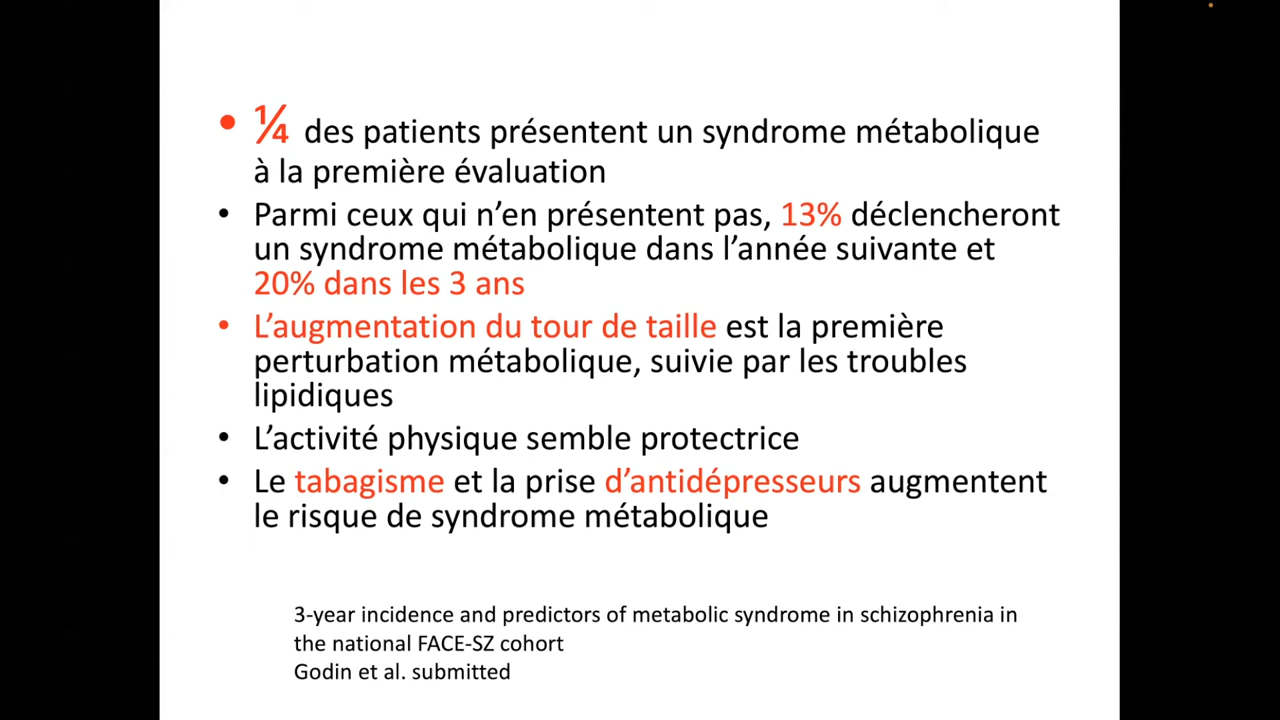 • ¼ des patients présentent un syndrome métabolique
à la première évaluation
• Parmi ceux qui n’en présentent pas, 13% déclencheront
un syndrome métabolique dans l’année suivante et
20% dans les 3 ans
• L’augmentation du tour de taille est la première
perturbation métabolique, suivie par les troubles
lipidiques
• L’activité physique semble protectrice
• Le tabagisme et la prise d’antidépresseurs augmentent
le risque de syndrome métabolique
3-year incidence and predictors of metabolic syndrome in schizophrenia in
the national FACE-SZ cohort
Godin et al. submitted